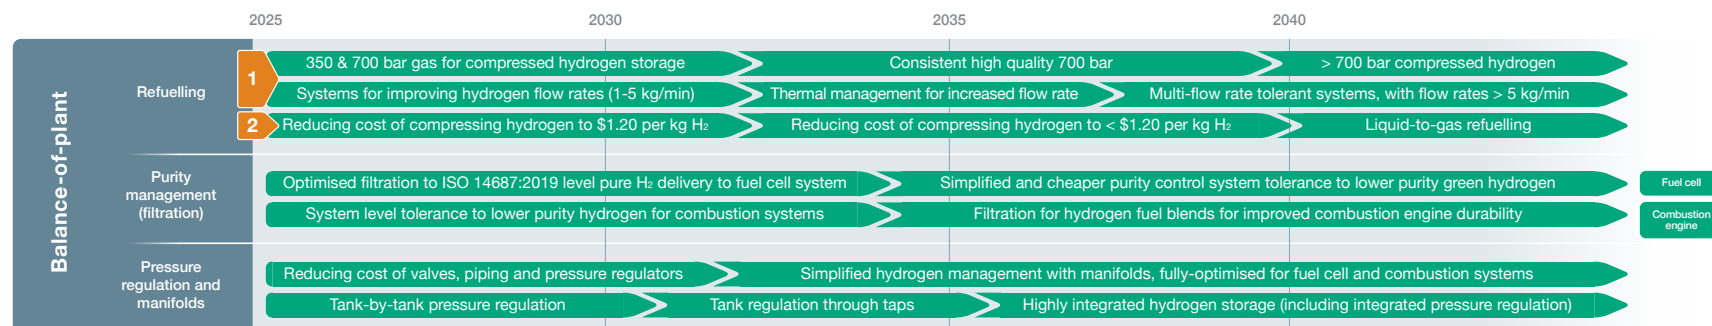 2025 2030 2035 2040
Balance-of-plant
Refuelling
1
350 & 700 bar gas for compressed hydrogen storage
Consistent high quality 700 bar
> 700 bar compressed hydrogen
Systems for improving hydrogen flow rates (1-5 kg/min)
Thermal management for increased flow rate
Multi-flow rate tolerant systems, with flow rates > 5 kg/min
2
Reducing cost of compressing hydrogen to $1.20 per kg H₂
Reducing cost of compressing hydrogen to < $1.20 per kg H₂
Liquid-to-gas refuelling
Purity
management
(filtration)
Optimised filtration to ISO 14687:2019 level pure H₂ delivery to fuel cell system
Simplified and cheaper purity control system tolerance to lower purity green hydrogen
Fuel cell
System level tolerance to lower purity hydrogen for combustion systems
Filtration for hydrogen fuel blends for improved combustion engine durability
Combustion
engine
Pressure
regulation and
manifolds
Reducing cost of valves, piping and pressure regulators
Simplified hydrogen management with manifolds, fully-optimised for fuel cell and combustion systems
Tank-by-tank pressure regulation
Tank regulation through taps
Highly integrated hydrogen storage (including integrated pressure regulation)